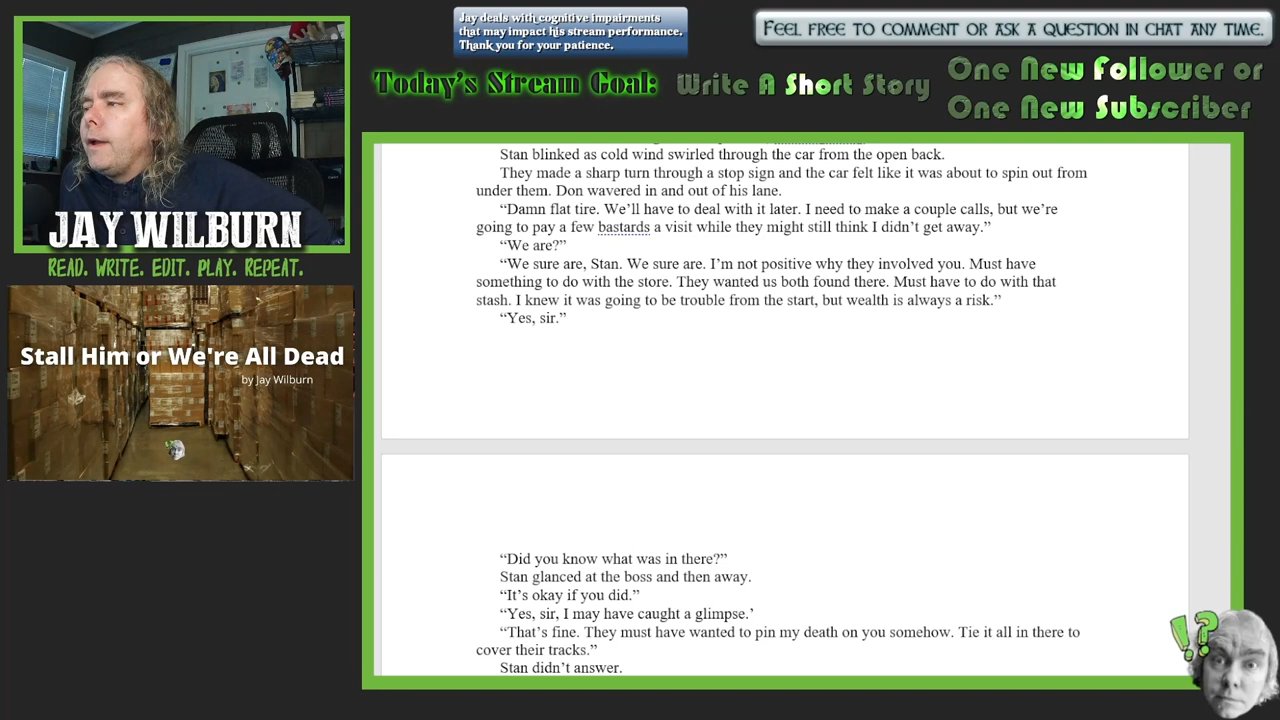 Jay deals with cognitive impairments
that may impact his stream performance.
Thank you for your patience.
Feel free to comment or ask a question in chat any time.
Today's Stream Goal:
Write A Short Story
One New Follower or
One New Subscriber
JAY WILBURN
READ. WRITE. EDIT. PLAY. REPEAT.
Stall Him or We're All Dead
by Jay Wilburn
Stan blinked as cold wind swirled through the car from the open back.
They made a sharp turn through a stop sign and the car felt like it was about to spin out from
under them. Don wavered in and out of his lane.
“Damn flat tire. We’ll have to deal with it later. I need to make a couple calls, but we’re
going to pay a few bastards a visit while they might still think I didn’t get away.”
“We are?”
“We sure are, Stan. We sure are. I’m not positive why they involved you. Must have
something to do with the store. They wanted us both found there. Must have to do with that
stash. I knew it was going to be trouble from the start, but wealth is always a risk.”
“Yes, sir.”
“Did you know what was in there?”
Stan glanced at the boss and then away.
“It’s okay if you did.”
“Yes, sir, I may have caught a glimpse.’
“That’s fine. They must have wanted to pin my death on you somehow. Tie it all in there to
cover their tracks.”
Stan didn’t answer.
!?